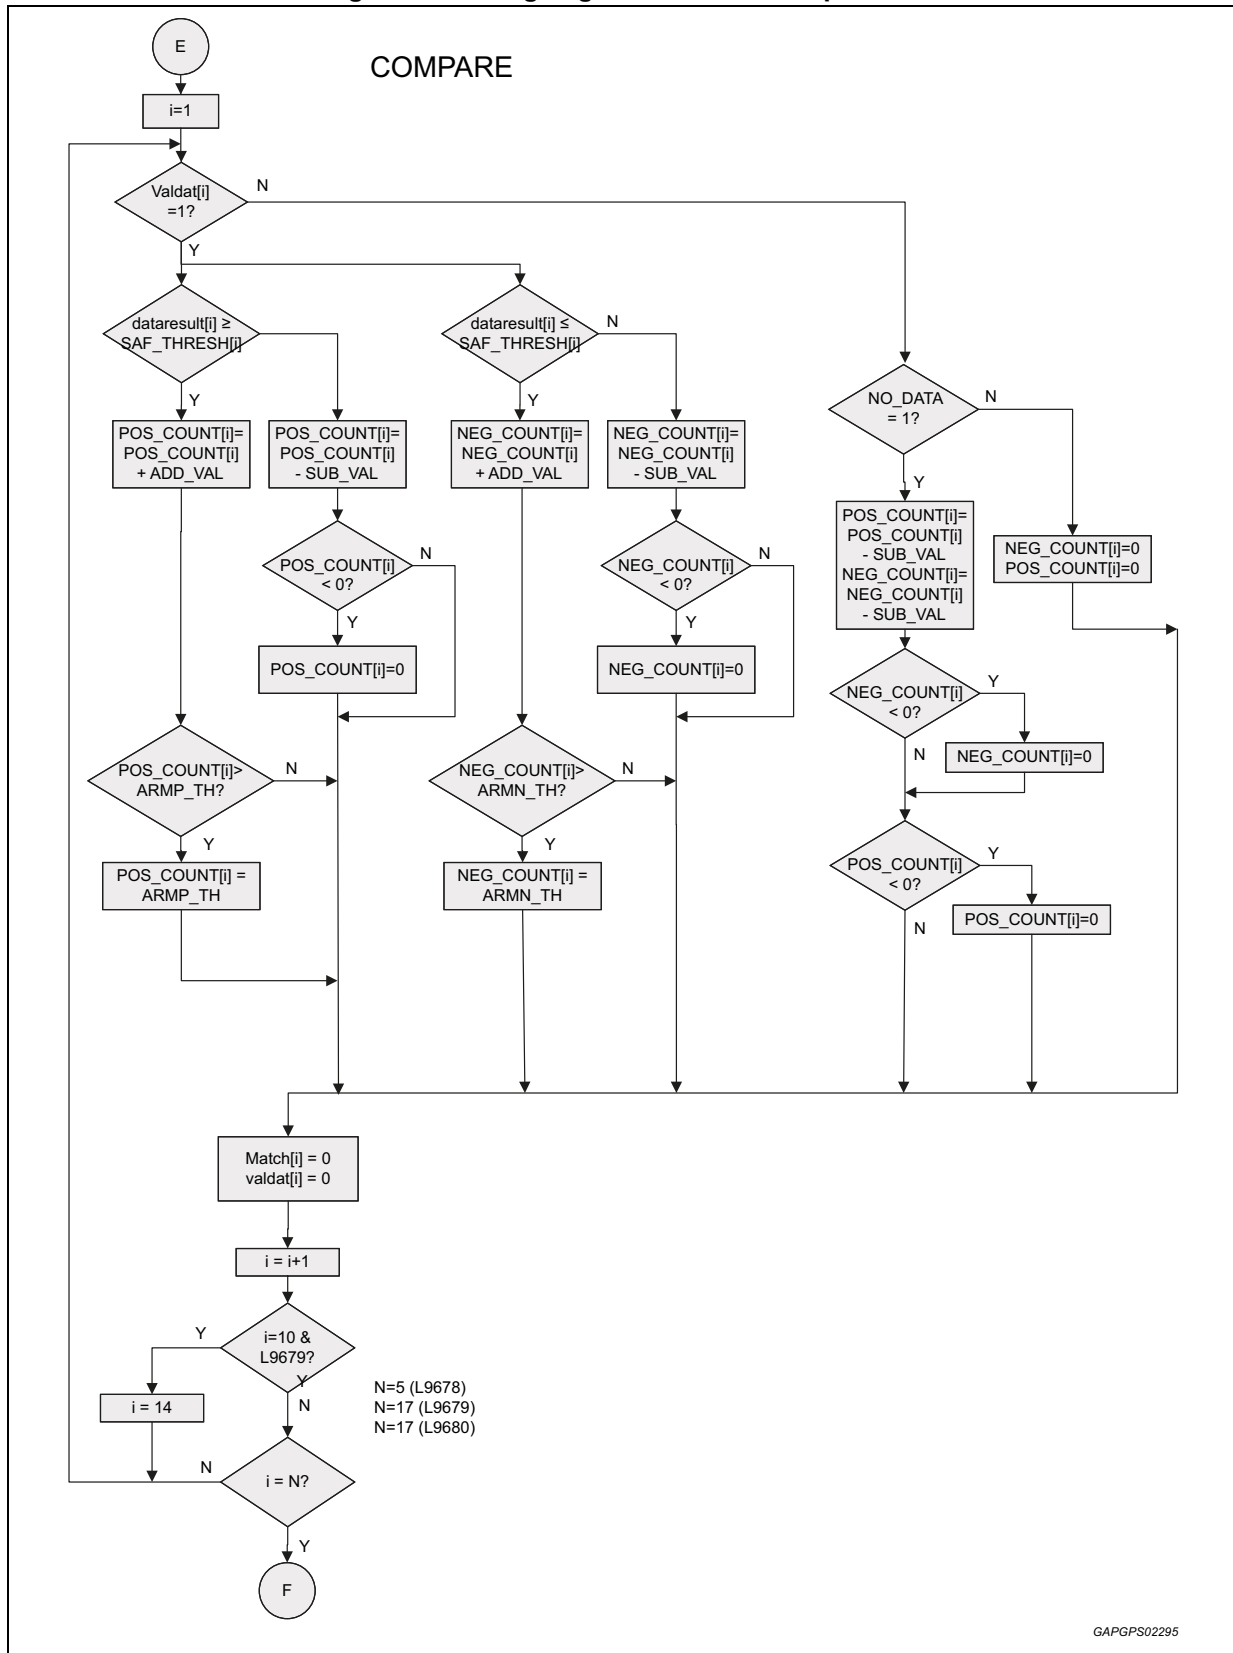 E
COMPARE
i=1
Valdat[i]
=1?
N
Y
dataresult[i] ≥
SAF_THRESH[i]
Y
dataresult[i] ≤
SAF_THRESH[i]
N
Y
NO_DATA
= 1?
N
Y
POS_COUNT[i]=
POS_COUNT[i]
+ ADD_VAL
POS_COUNT[i]=
POS_COUNT[i]
- SUB_VAL
NEG_COUNT[i]=
NEG_COUNT[i]
+ ADD_VAL
NEG_COUNT[i]=
NEG_COUNT[i]
- SUB_VAL
POS_COUNT[i]=
POS_COUNT[i]
- SUB_VAL
NEG_COUNT[i]=
NEG_COUNT[i]
- SUB_VAL
NEG_COUNT[i]=0
POS_COUNT[i]=0
POS_COUNT[i]
< 0?
N
Y
NEG_COUNT[i]
< 0?
N
Y
POS_COUNT[i]=0
NEG_COUNT[i]=0
NEG_COUNT[i]
< 0?
Y
N
NEG_COUNT[i]=0
POS_COUNT[i]>
ARMP_TH?
N
Y
NEG_COUNT[i]>
ARMN_TH?
N
Y
POS_COUNT[i] =
ARMP_TH
NEG_COUNT[i] =
ARMN_TH
POS_COUNT[i]
< 0?
Y
N
POS_COUNT[i]=0
Match[i] = 0
valdat[i] = 0
i = i+1
i=10 &
L9679?
Y
Y
N
i = 14
N=5 (L9678)
N=17 (L9679)
N=17 (L9680)
i = N?
N
Y
F
GAPGPS02295